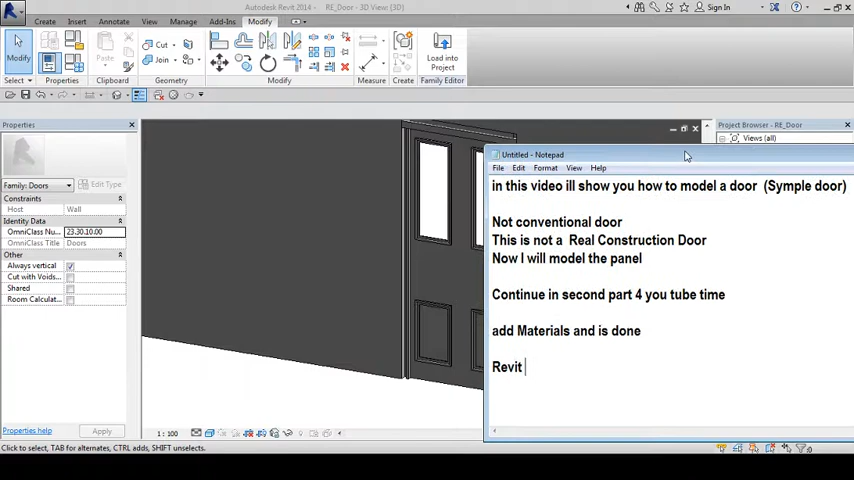 Autodesk Revit 2014 - RE_Door - 3D View: {3D}
Sign In
Create Insert Annotate View Manage Add-Ins Modify
Modify
Paste
Cut
Join
Measure
Create
Load into
Project
Select Properties Clipboard Geometry Modify Measure Create Family Editor
Properties
Project Browser - RE_Door
Views (all)
Family: Doors
Edit Type
Constraints
Host Wall
Identity Data
OmniClass Nu... 23.30.10.00
OmniClass Title Doors
Other
Always vertical
Cut with Voids...
Shared
Room Calculat...
Properties help
Apply
Untitled - Notepad
File Edit Format View Help
in this video ill show you how to model a door (Symple door)
Not conventional door
This is not a Real Construction Door
Now I will model the panel
Continue in second part 4 you tube time
add Materials and is done
Revit
1 : 100
Click to select, TAB for alternates, CTRL adds, SHIFT unselects.
:0